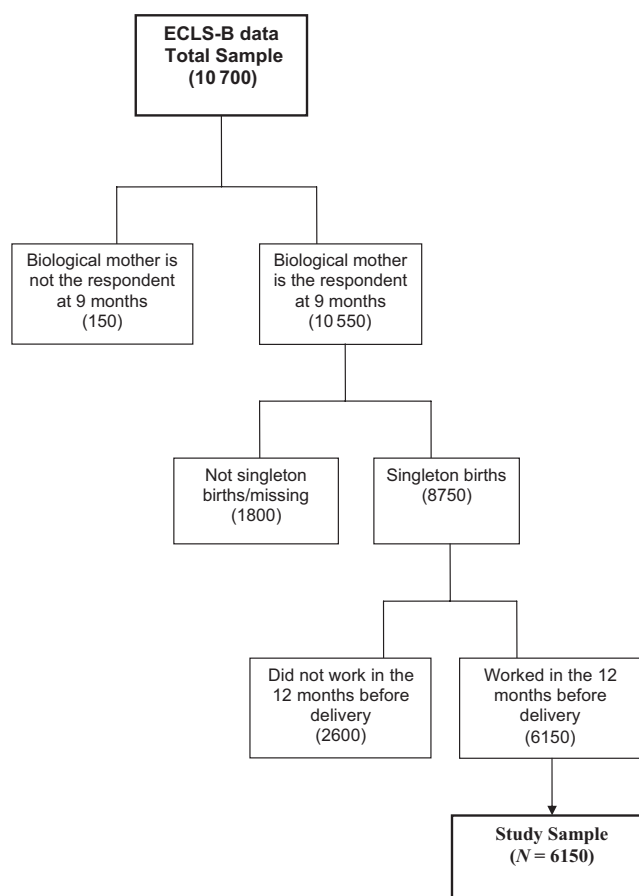 ECLS-B data
Total Sample
(10 700)
Biological mother is
not the respondent
at 9 months
(150)
Biological mother
is the respondent
at 9 months
(10 550)
Not singleton
births/missing
(1800)
Singleton births
(8750)
Did not work in the
12 months before
delivery
(2600)
Worked in the 12
months before
delivery
(6150)
Study Sample
(N = 6150)